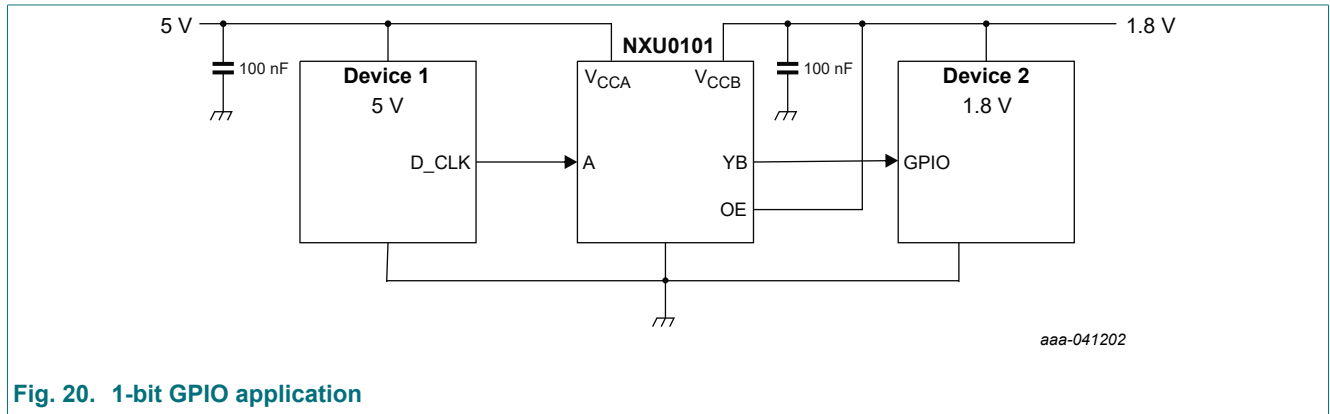 5 V
1.8 V
NXU0101
100 nF
Device 1
5 V
VCCA
VCCB
100 nF
Device 2
1.8 V
D_CLK
A
YB
GPIO
OE
aaa-041202
Fig. 20. 1-bit GPIO application